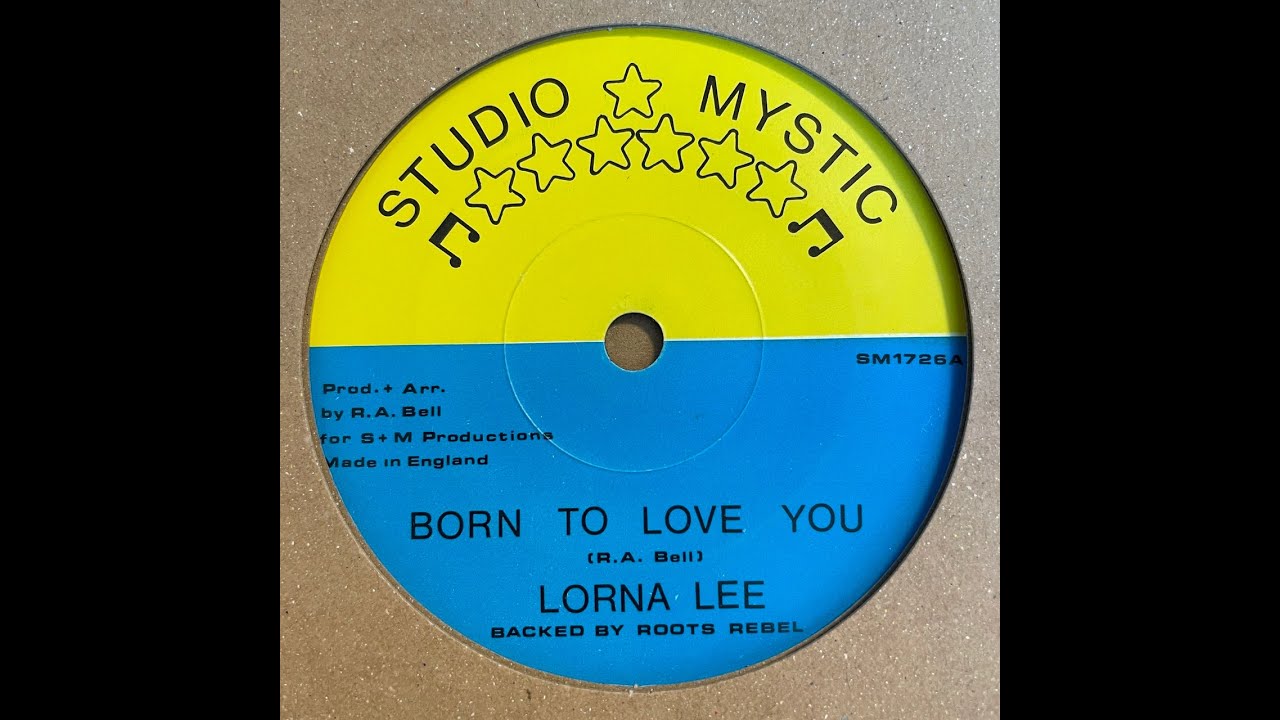 STUDIO MYSTIC
SM1726A
Prod. + Arr.
by R.A. Bell
for S+M Productions
Made in England
BORN TO LOVE YOU
(R.A. Bell)
LORNA LEE
BACKED BY ROOTS REBEL